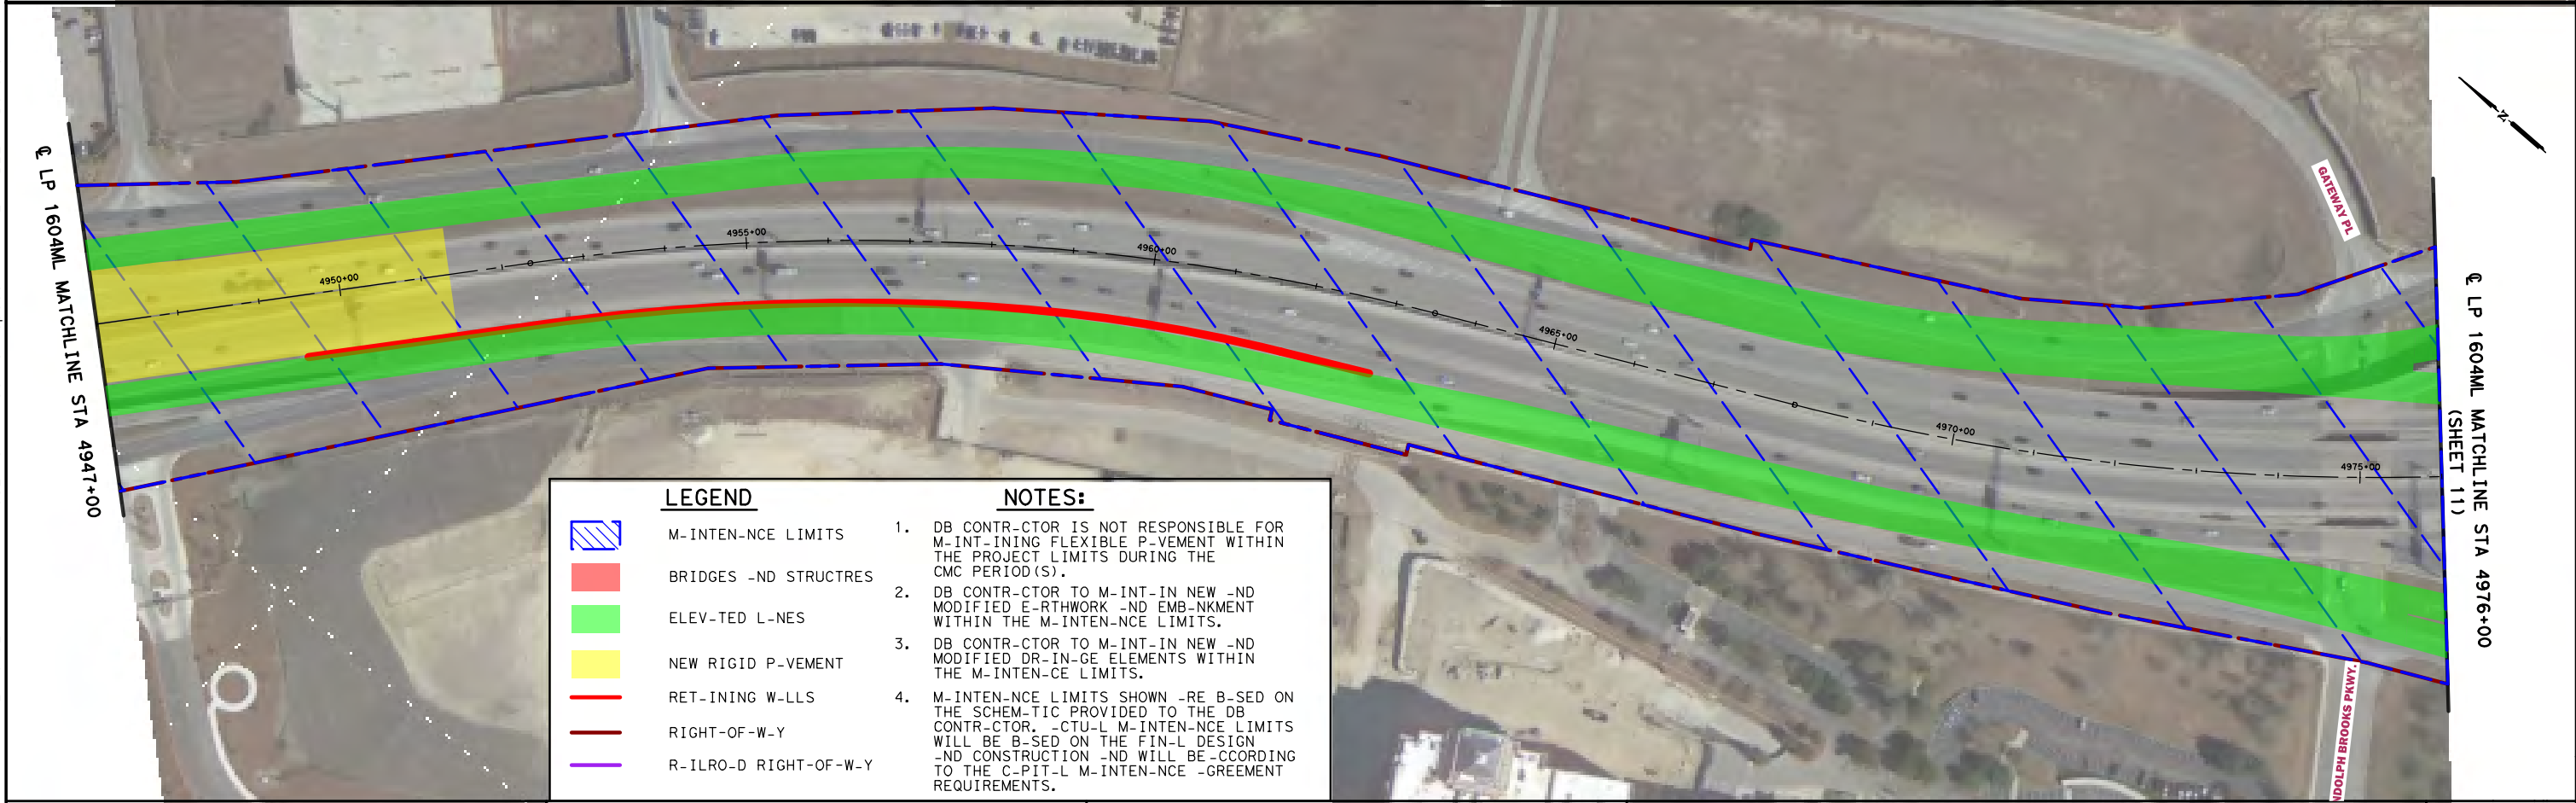 ℄ LP 1604ML MATCHLINE STA 4947+00
4950+00
4955+00
4960+00
4965+00
4970+00
4975+00
GATEWAY PL
N
℄ LP 1604ML MATCHLINE STA 4976+00
(SHEET 11)
NDOLPH BROOKS PKWY.
LEGEND
M-INTEN-NCE LIMITS
BRIDGES -ND STRUCTRES
ELEV-TED L-NES
NEW RIGID P-VEMENT
RET-INING W-LLS
RIGHT-OF-W-Y
R-ILRO-D RIGHT-OF-W-Y
NOTES:
1. DB CONTR-CTOR IS NOT RESPONSIBLE FOR
M-INT-INING FLEXIBLE P-VEMENT WITHIN
THE PROJECT LIMITS DURING THE
CMC PERIOD(S).
2. DB CONTR-CTOR TO M-INT-IN NEW -ND
MODIFIED E-RTHWORK -ND EMB-NKMENT
WITHIN THE M-INTEN-NCE LIMITS.
3. DB CONTR-CTOR TO M-INT-IN NEW -ND
MODIFIED DR-IN-GE ELEMENTS WITHIN
THE M-INTEN-CE LIMITS.
4. M-INTEN-NCE LIMITS SHOWN -RE B-SED ON
THE SCHEM-TIC PROVIDED TO THE DB
CONTR-CTOR. -CTU-L M-INTEN-NCE LIMITS
WILL BE B-SED ON THE FIN-L DESIGN
-ND CONSTRUCTION -ND WILL BE-CCORDING
TO THE C-PIT-L M-INTEN-NCE -GREEMENT
REQUIREMENTS.